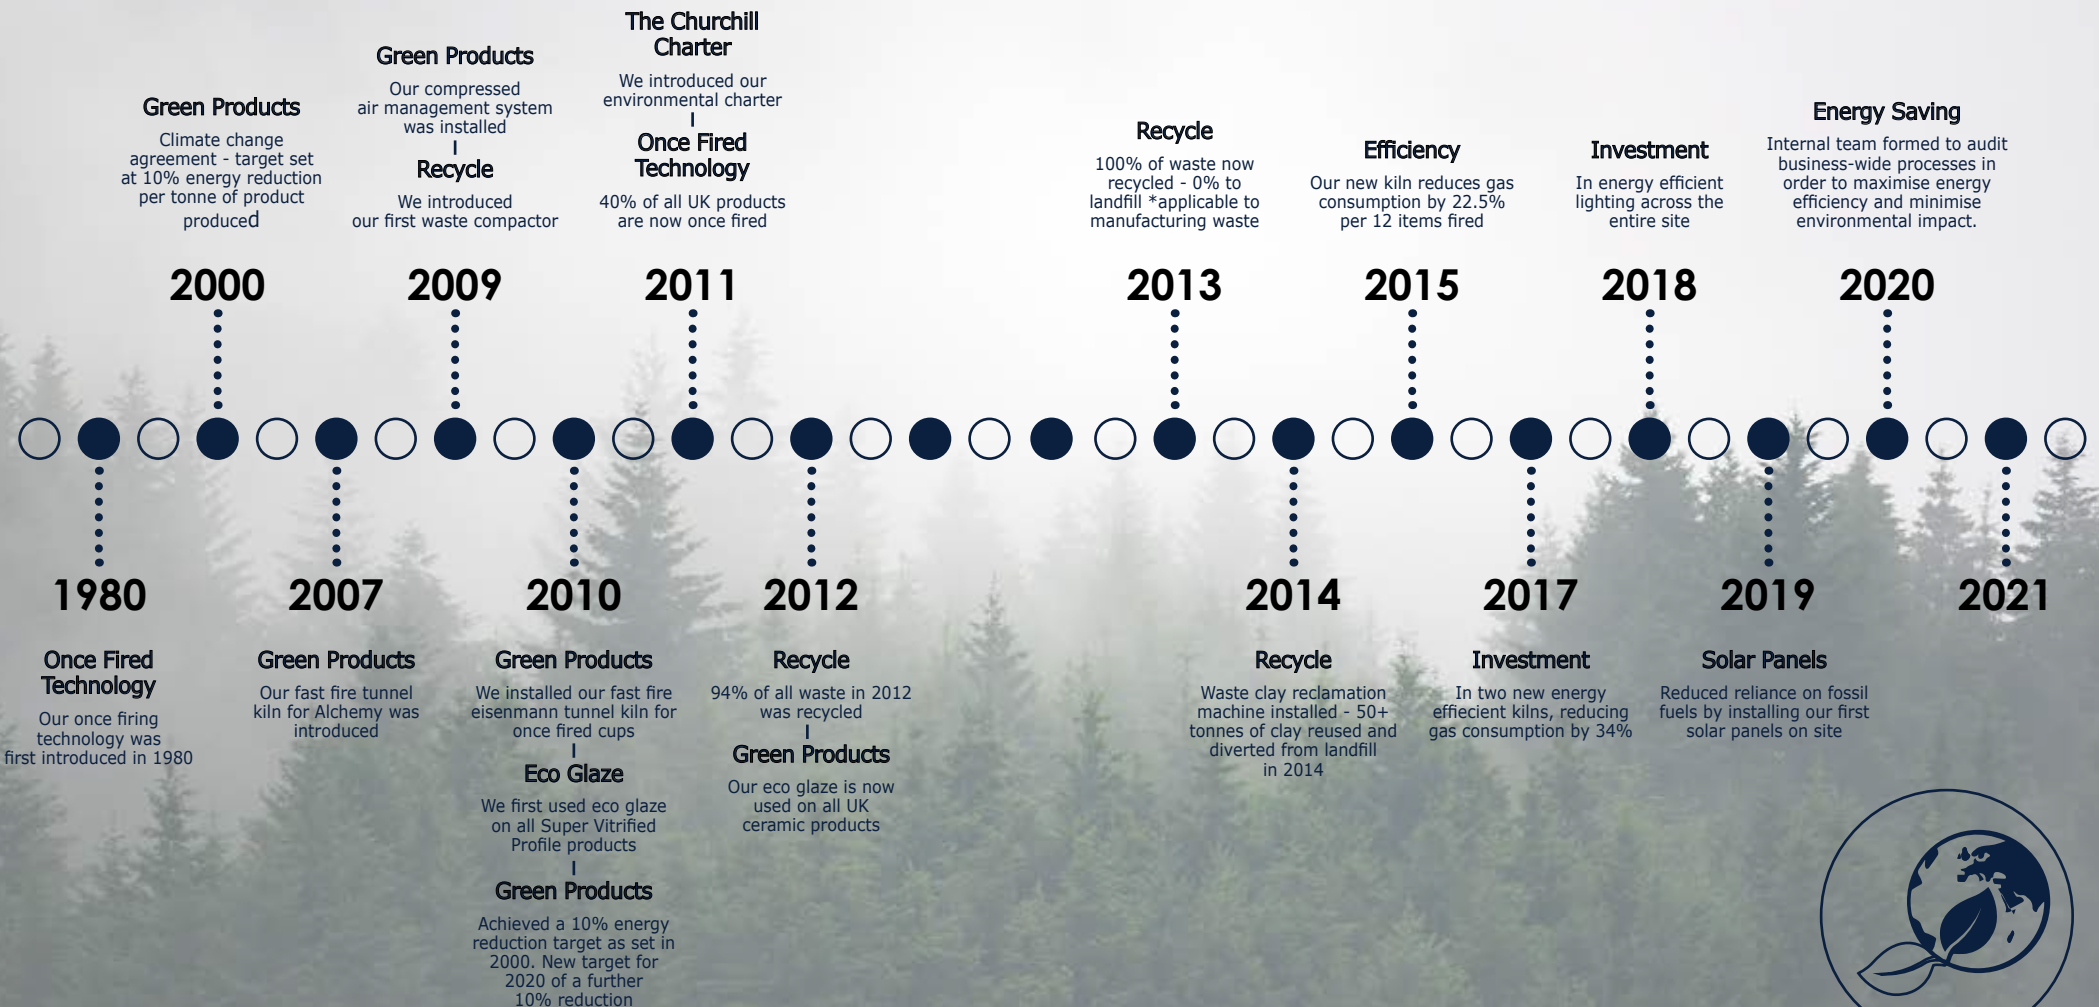 Green Products
Climate change
agreement - target set
at 10% energy reduction
per tonne of product
produced
2000
Green Products
Our compressed
air management system
was installed
Recycle
We introduced
our first waste compactor
2009
The Churchill
Charter
We introduced our
environmental charter
Once Fired
Technology
40% of all UK products
are now once fired
2011
Recycle
100% of waste now
recycled - 0% to
landfill *applicable to
manufacturing waste
2013
Efficiency
Our new kiln reduces gas
consumption by 22.5%
per 12 items fired
2015
Investment
In energy efficient
lighting across the
entire site
2018
Energy Saving
Internal team formed to audit
business-wide processes in
order to maximise energy
efficiency and minimise
environmental impact.
2020
1980
Once Fired
Technology
Our once firing
technology was
first introduced in 1980
2007
Green Products
Our fast fire tunnel
kiln for Alchemy was
introduced
2010
Green Products
We installed our fast fire
eisenmann tunnel kiln for
once fired cups
Eco Glaze
We first used eco glaze
on all Super Vitrified
Profile products
Green Products
Achieved a 10% energy
reduction target as set in
2000. New target for
2020 of a further
10% reduction
2012
Recycle
94% of all waste in 2012
was recycled
Green Products
Our eco glaze is now
used on all UK
ceramic products
2014
Recycle
Waste clay reclamation
machine installed - 50+
tonnes of clay reused and
diverted from landfill
in 2014
2017
Investment
In two new energy
effiecient kilns, reducing
gas consumption by 34%
2019
Solar Panels
Reduced reliance on fossil
fuels by installing our first
solar panels on site
2021